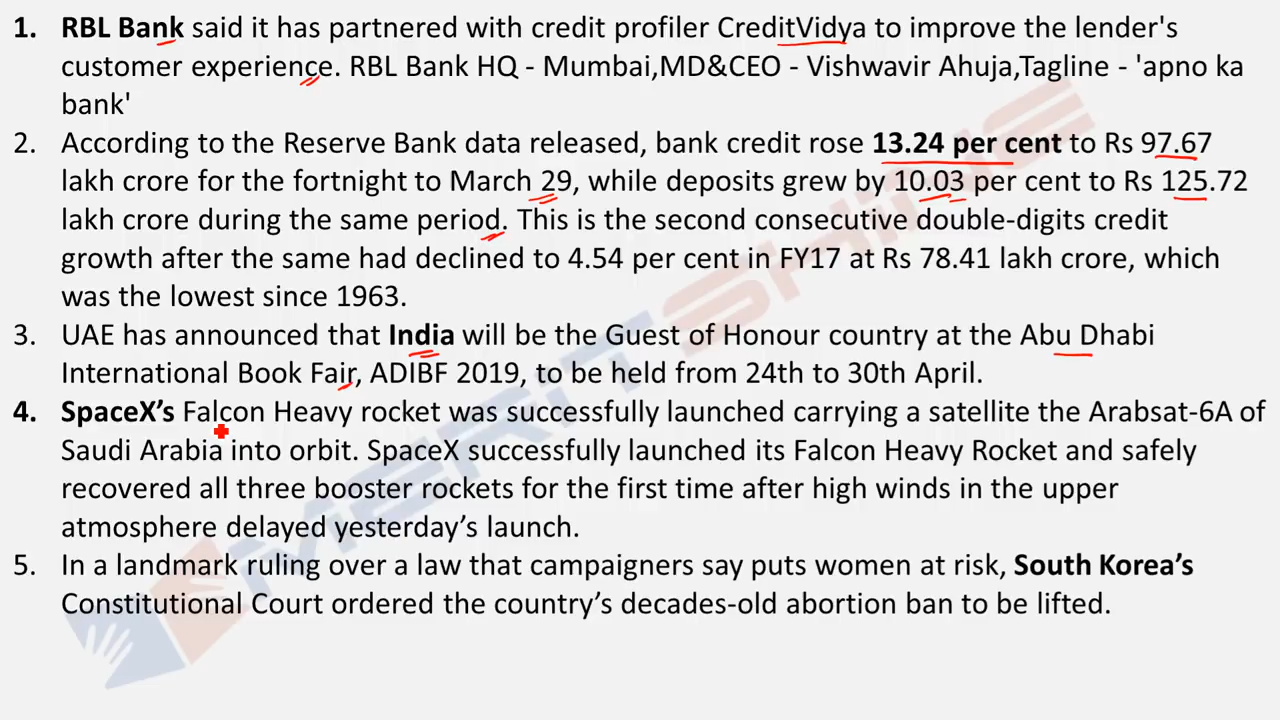 1. RBL Bank said it has partnered with credit profiler CreditVidya to improve the lender's
customer experience. RBL Bank HQ - Mumbai,MD&CEO - Vishwavir Ahuja,Tagline - 'apno ka
bank'
2. According to the Reserve Bank data released, bank credit rose 13.24 per cent to Rs 97.67
lakh crore for the fortnight to March 29, while deposits grew by 10.03 per cent to Rs 125.72
lakh crore during the same period. This is the second consecutive double-digits credit
growth after the same had declined to 4.54 per cent in FY17 at Rs 78.41 lakh crore, which
was the lowest since 1963.
3. UAE has announced that India will be the Guest of Honour country at the Abu Dhabi
International Book Fair, ADIBF 2019, to be held from 24th to 30th April.
4. SpaceX’s Falcon Heavy rocket was successfully launched carrying a satellite the Arabsat-6A of
Saudi Arabia into orbit. SpaceX successfully launched its Falcon Heavy Rocket and safely
recovered all three booster rockets for the first time after high winds in the upper
atmosphere delayed yesterday’s launch.
5. In a landmark ruling over a law that campaigners say puts women at risk, South Korea’s
Constitutional Court ordered the country’s decades-old abortion ban to be lifted.
MERIT SHINE